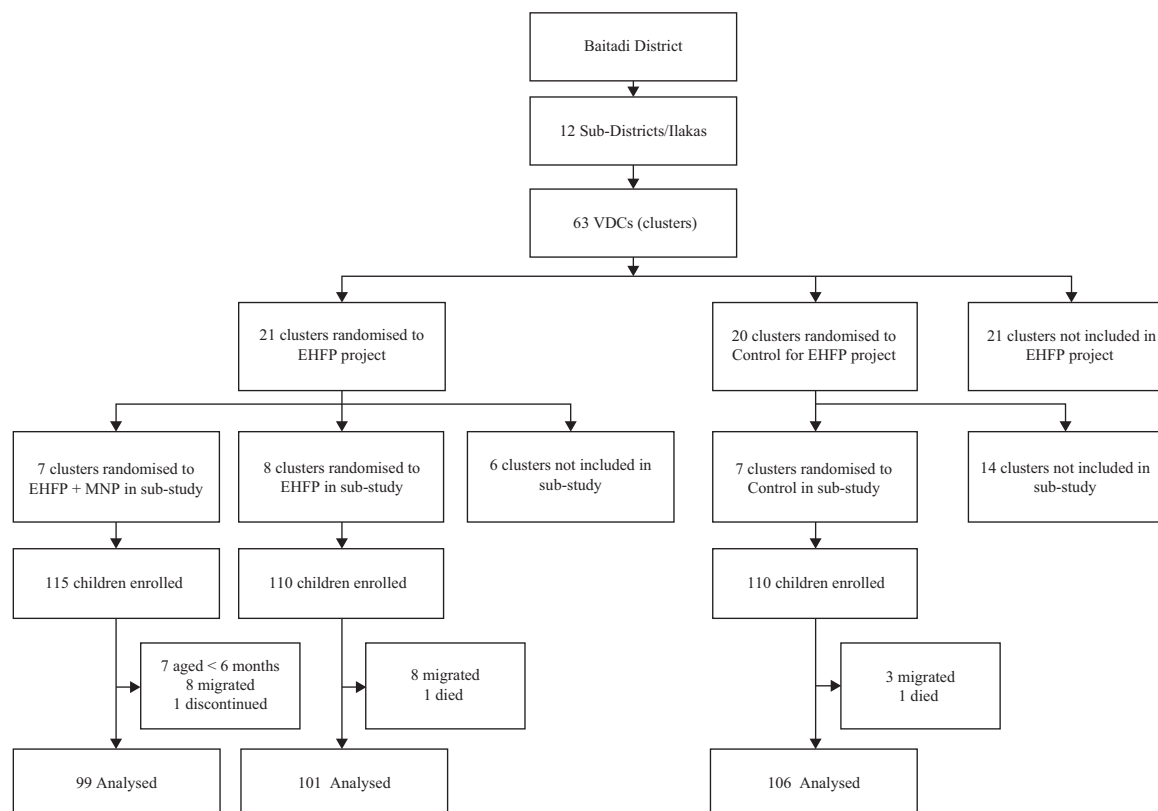 Baitadi District
12 Sub-Districts/Ilakas
63 VDCs (clusters)
21 clusters randomised to
EHFP project
20 clusters randomised to
Control for EHFP project
21 clusters not included in
EHFP project
7 clusters randomised to
EHFP + MNP in sub-study
8 clusters randomised to
EHFP in sub-study
6 clusters not included in
sub-study
7 clusters randomised to
Control in sub-study
14 clusters not included in
sub-study
115 children enrolled
110 children enrolled
110 children enrolled
7 aged < 6 months
8 migrated
1 discontinued
8 migrated
1 died
3 migrated
1 died
99 Analysed
101 Analysed
106 Analysed